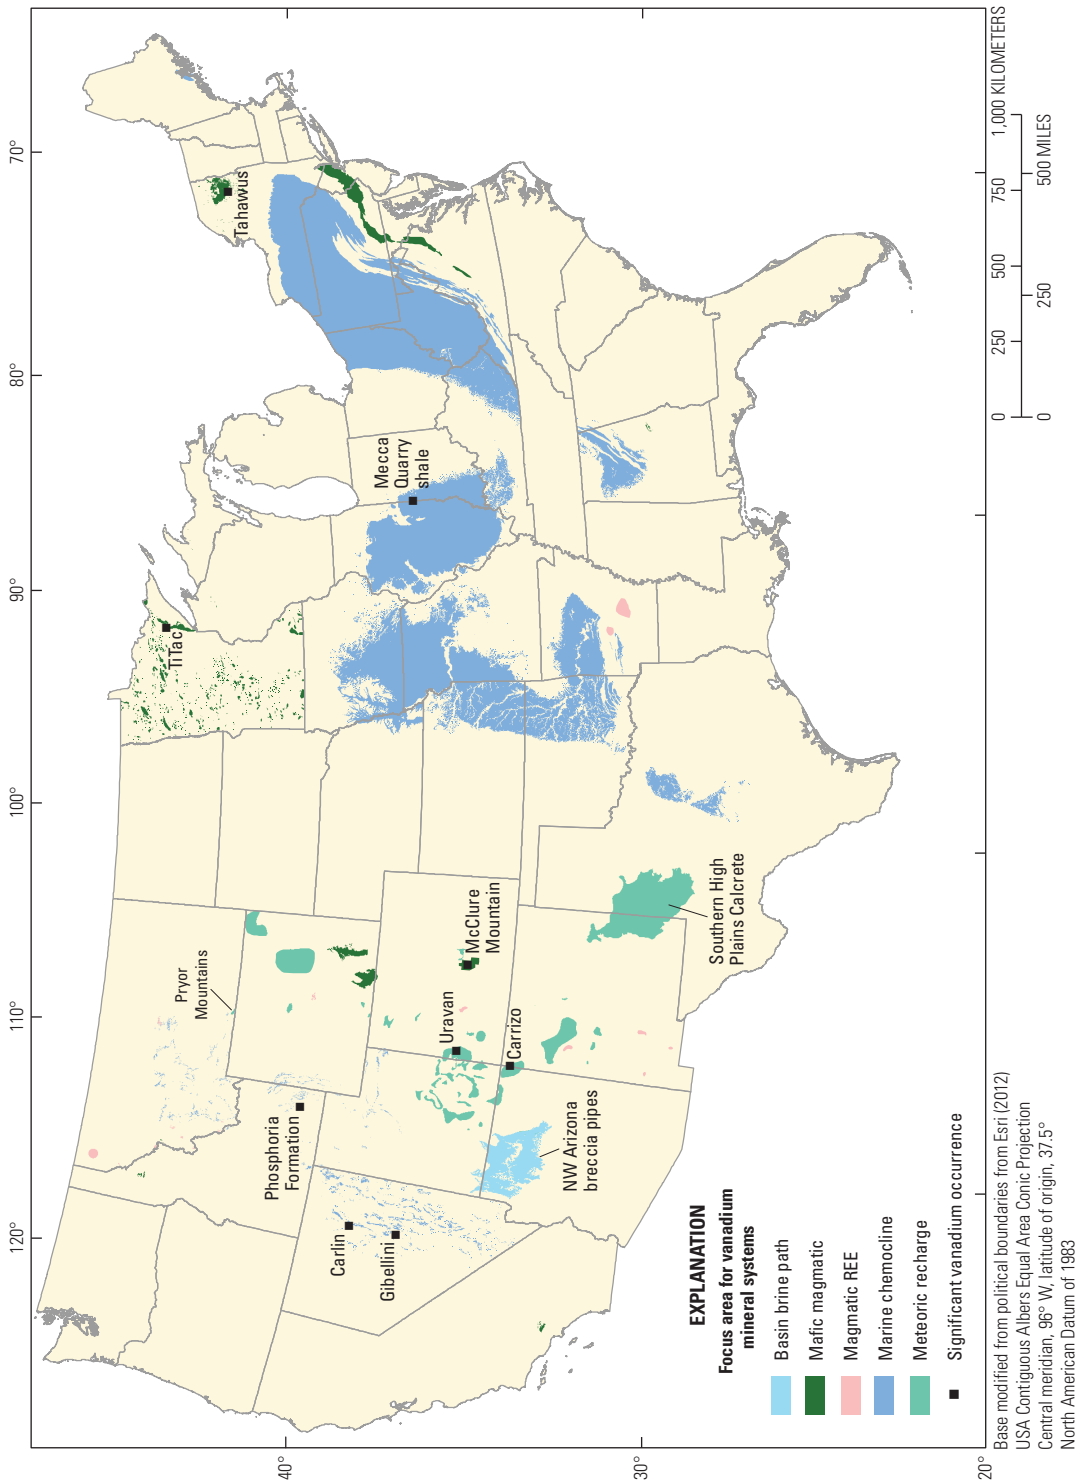 70°
80°
90°
100°
110°
120°
40°
30°
20°
Tahawus
Mecca
Quarry
shale
TiTac
Pryor
Mountains
McClure
Mountain
Southern High
Plains Calcrete
Uravan
Carrizo
Phosphoria
Formation
NW Arizona
breccia pipes
Carlin
Gibellini
EXPLANATION
Focus area for vanadium
mineral systems
Basin brine path
Mafic magmatic
Magmatic REE
Marine chemocline
Meteoric recharge
Significant vanadium occurrence
0 250 500 750 1,000 KILOMETERS
0 250 500 MILES
Base modified from political boundaries from Esri (2012)
USA Contiguous Albers Equal Area Conic Projection
Central meridian, 96° W, latitude of origin, 37.5°
North American Datum of 1983